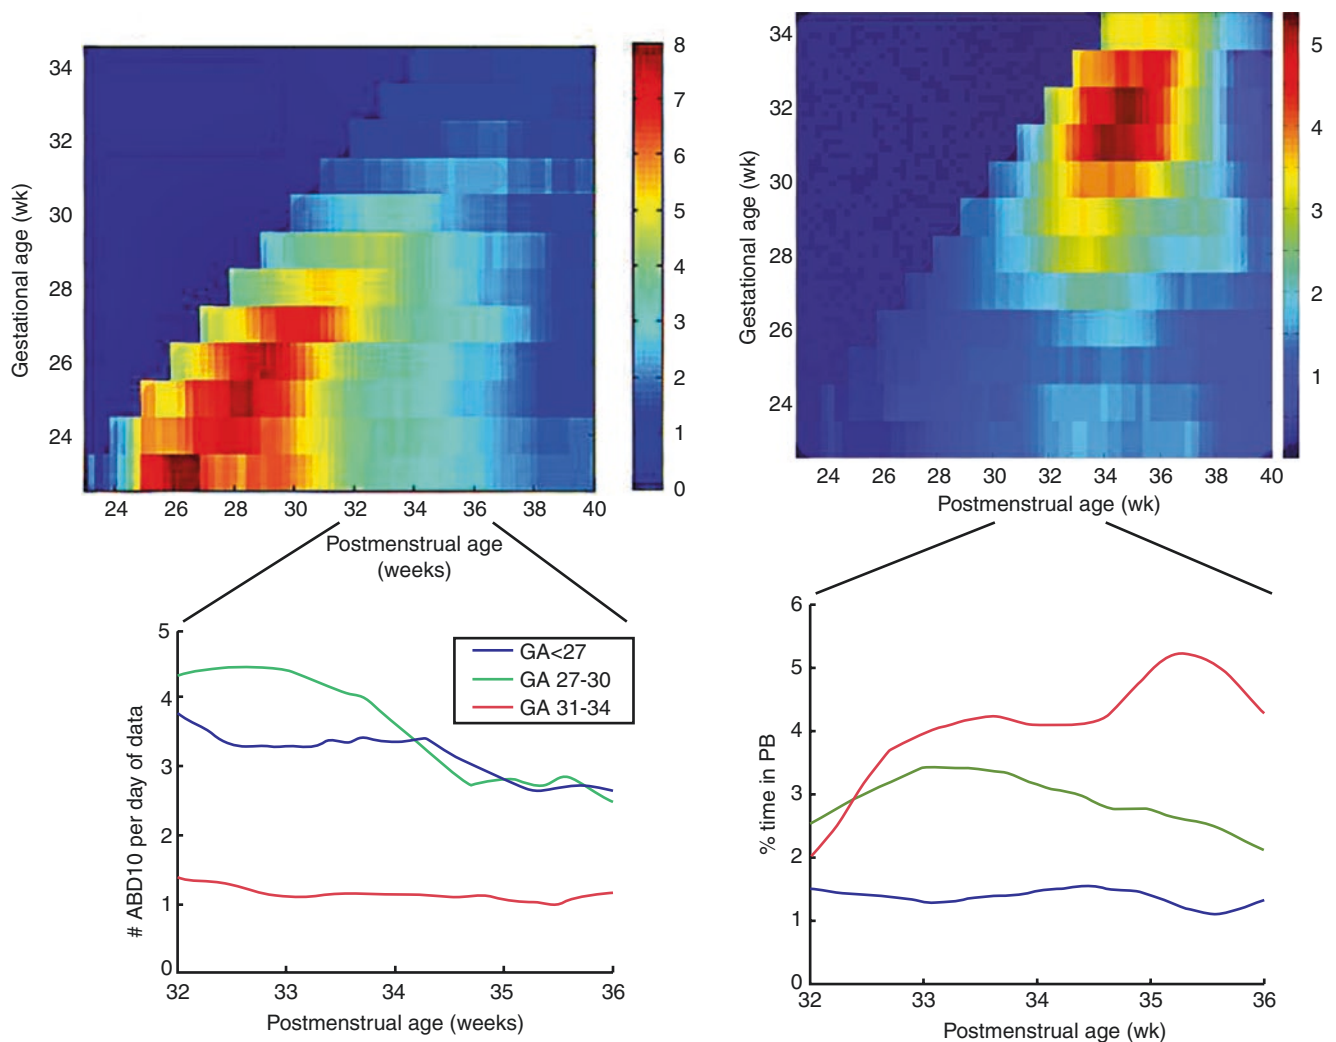 34
32
30
28
26
24
Gestational age (wk)
24 26 28 30 32 34 36 38 40
Postmenstrual age
(weeks)
8
7
6
5
4
3
2
1
0
34
32
30
28
26
24
Gestational age (wk)
24 26 28 30 32 34 36 38 40
Postmenstrual age (wk)
5
4
3
2
1
5
4
3
2
1
0
# ABD10 per day of data
GA<27
GA 27-30
GA 31-34
32 33 34 35 36
Postmenstrual age (weeks)
6
5
4
3
2
1
0
% time in PB
32 33 34 35 36
Postmenstrual age (wk)